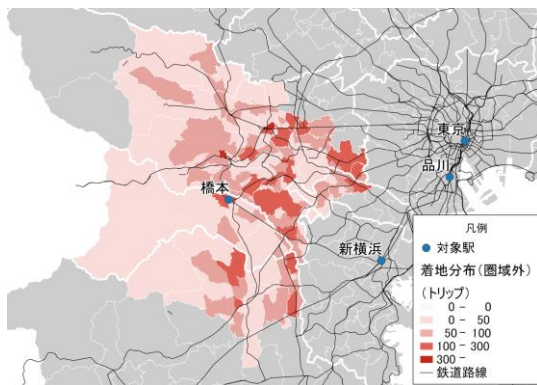 東京
品川
橋本
新横浜
凡例
対象駅
着地分布(圏域外)
(トリップ)
0 - 0
0 - 50
50 - 100
100 - 300
300 -
鉄道路線